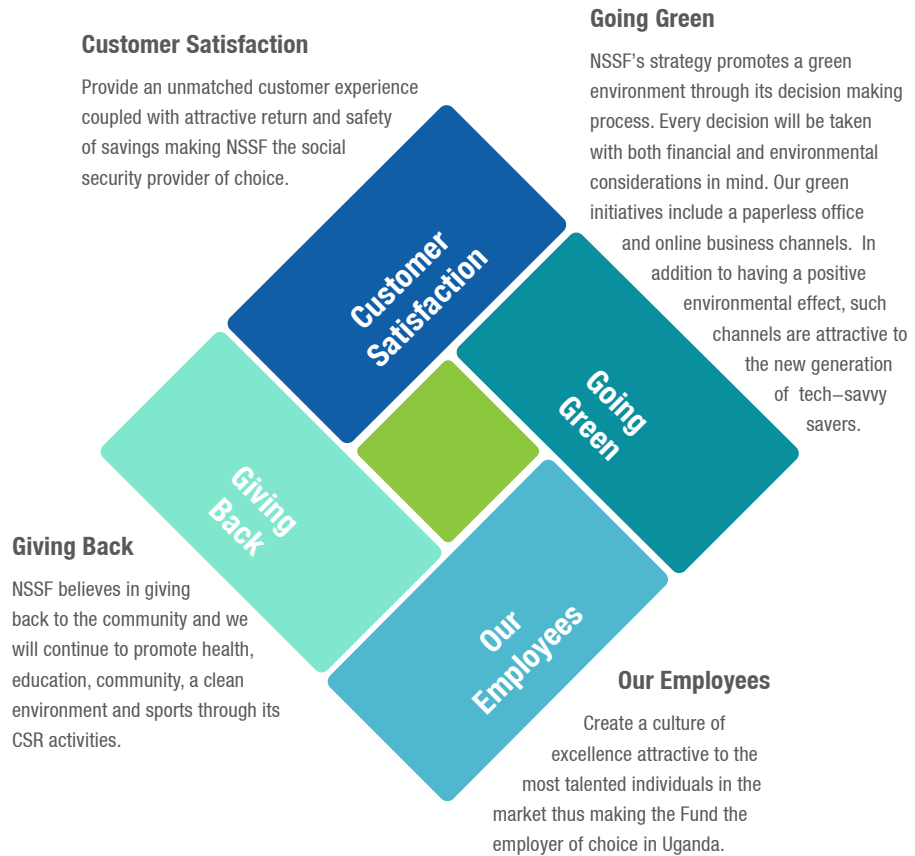 Customer Satisfaction
Provide an unmatched customer experience
coupled with attractive return and safety
of savings making NSSF the social
security provider of choice.
Going Green
NSSF’s strategy promotes a green
environment through its decision making
process. Every decision will be taken
with both financial and environmental
considerations in mind. Our green
initiatives include a paperless office
and online business channels. In
addition to having a positive
environmental effect, such
channels are attractive to
the new generation
of tech–savvy
savers.
Customer
Satisfaction
Going
Green
Giving
Back
Our
Employees
Giving Back
NSSF believes in giving
back to the community and we
will continue to promote health,
education, community, a clean
environment and sports through its
CSR activities.
Our Employees
Create a culture of
excellence attractive to the
most talented individuals in the
market thus making the Fund the
employer of choice in Uganda.